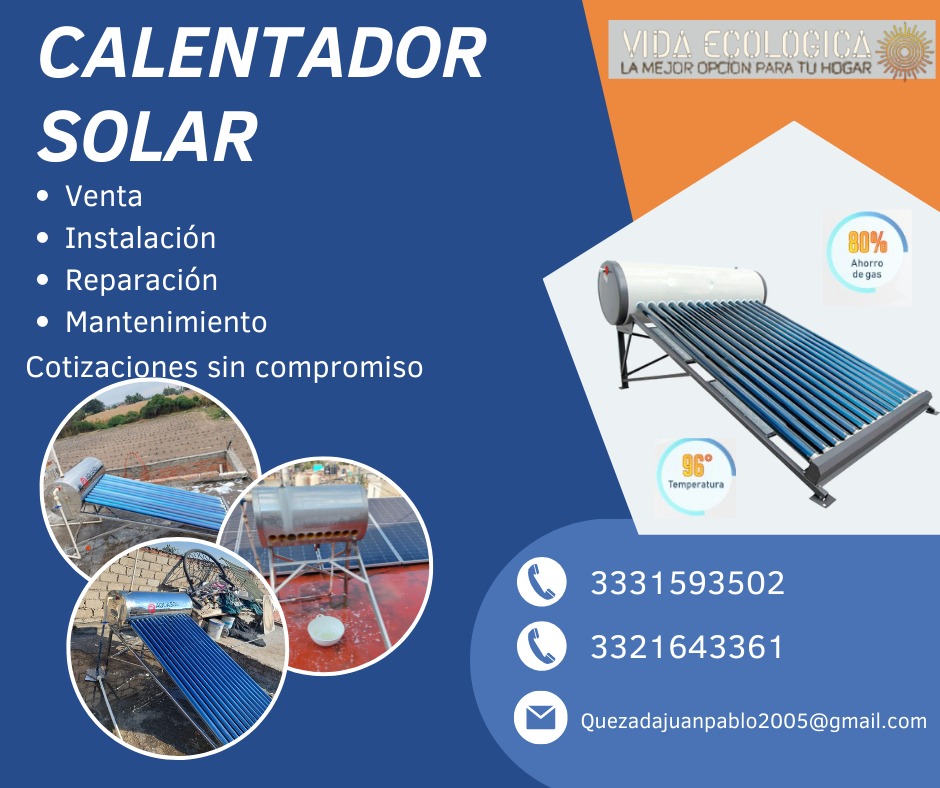 CALENTADOR
SOLAR
• Venta
• Instalación
• Reparación
• Mantenimiento
Cotizaciones sin compromiso
VIDA ECOLOGICA
LA MEJOR OPCIÓN PARA TU HOGAR
80%
Ahorro
de gas
96°
Temperatura
3331593502
3321643361
Quezadajuanpablo2005@gmail.com